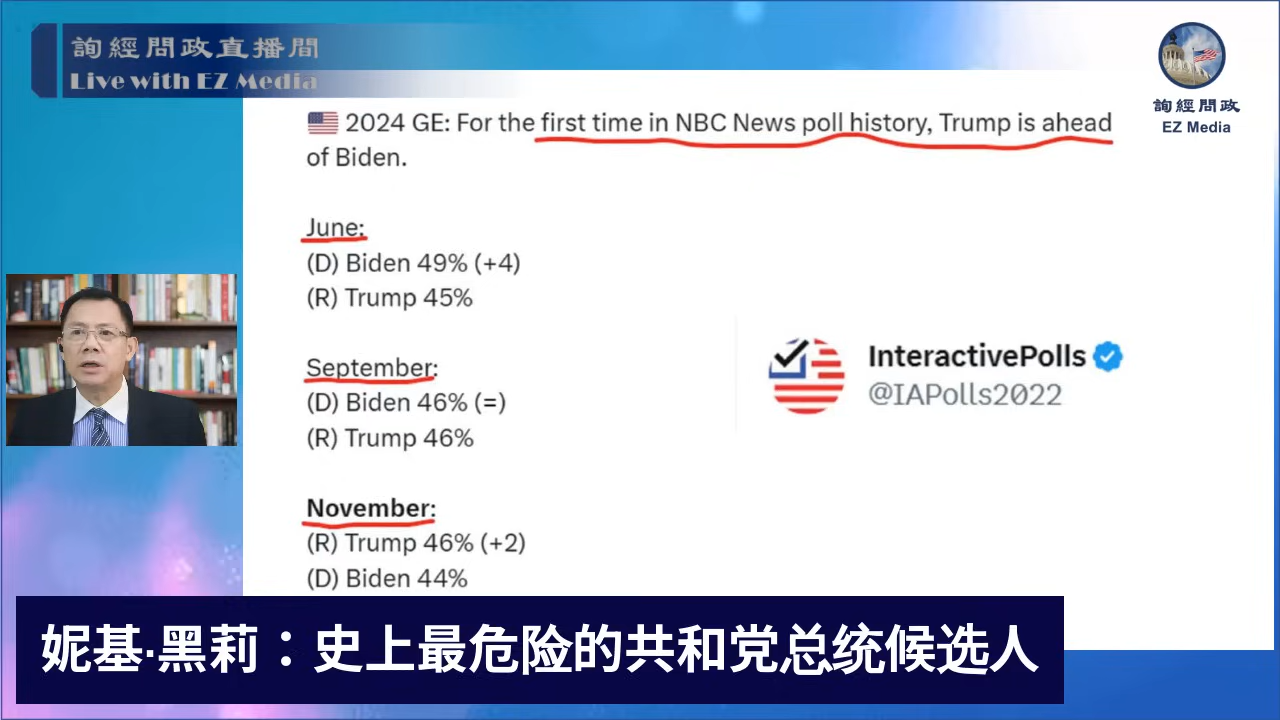 詢經問政直播間
Live with EZ Media
詢經問政
EZ Media
🇺🇸 2024 GE: For the first time in NBC News poll history, Trump is ahead
of Biden.
June:
(D) Biden 49% (+4)
(R) Trump 45%
September:
(D) Biden 46% (=)
(R) Trump 46%
November:
(R) Trump 46% (+2)
(D) Biden 44%
InteractivePolls
@IAPolls2022
妮基·黑莉：史上最危险的共和党总统候选人